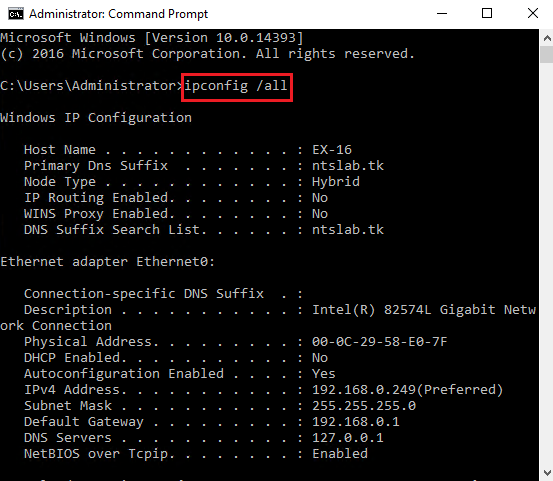 Administrator: Command Prompt
Microsoft Windows [Version 10.0.14393]
(c) 2016 Microsoft Corporation. All rights reserved.
C:\Users\Administrator>ipconfig /all
Windows IP Configuration
Host Name . . . . . . . . . . . . : EX-16
Primary Dns Suffix  . . . . . . . : ntslab.tk
Node Type . . . . . . . . . . . . : Hybrid
IP Routing Enabled. . . . . . . . : No
WINS Proxy Enabled. . . . . . . . : No
DNS Suffix Search List. . . . . . : ntslab.tk
Ethernet adapter Ethernet0:
Connection-specific DNS Suffix  . :
Description . . . . . . . . . . . : Intel(R) 82574L Gigabit Netw
ork Connection
Physical Address. . . . . . . . . : 00-0C-29-58-E0-7F
DHCP Enabled. . . . . . . . . . . : No
Autoconfiguration Enabled . . . . : Yes
IPv4 Address. . . . . . . . . . . : 192.168.0.249(Preferred)
Subnet Mask . . . . . . . . . . . : 255.255.255.0
Default Gateway . . . . . . . . . : 192.168.0.1
DNS Servers . . . . . . . . . . . : 127.0.0.1
NetBIOS over Tcpip. . . . . . . . : Enabled